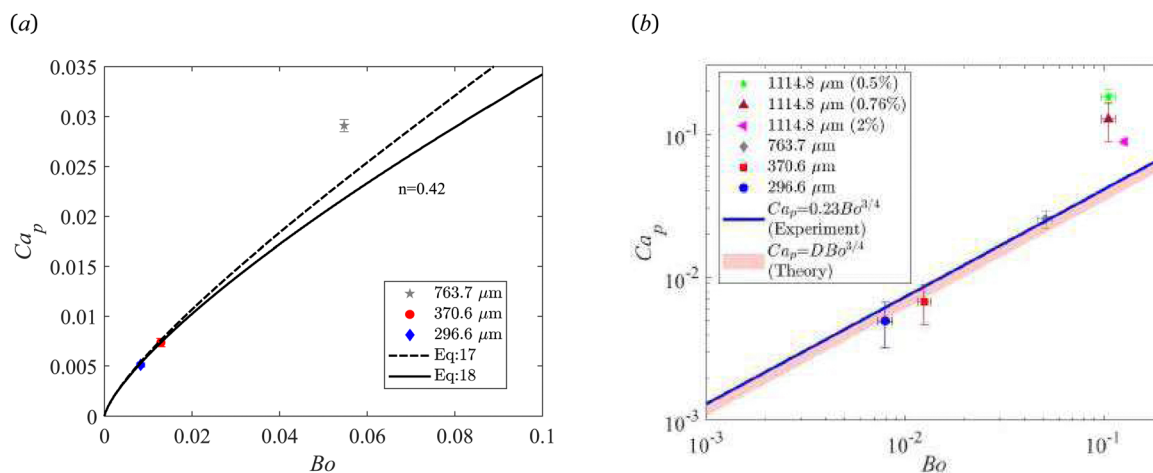 (a)
0.035
0.03
0.025
0.02
0.015
0.01
0.005
0
Ca_p
n=0.42
763.7 μm
370.6 μm
296.6 μm
Eq:17
Eq:18
0 0.02 0.04 0.06 0.08 0.1
Bo
(b)
10^-1
10^-2
10^-3
Ca_p
1114.8 μm (0.5%)
1114.8 μm (0.76%)
1114.8 μm (2%)
763.7 μm
370.6 μm
296.6 μm
Ca_p=0.23Bo^3/4
(Experiment)
Ca_p=DBo^3/4
(Theory)
10^-3 10^-2 10^-1
Bo